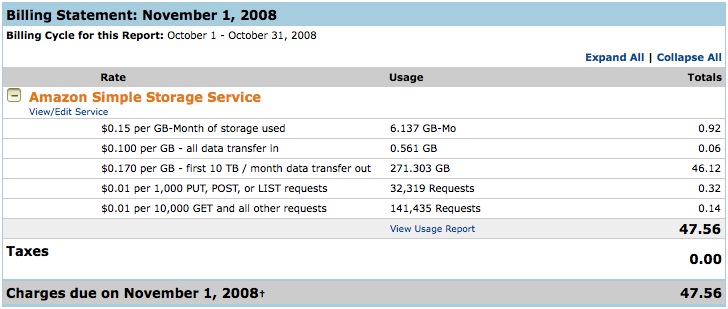 Billing Statement: November 1, 2008
Billing Cycle for this Report: October 1 - October 31, 2008
Expand All | Collapse All
Rate Usage Totals
Amazon Simple Storage Service
View/Edit Service
$0.15 per GB-Month of storage used 6.137 GB-Mo 0.92
$0.100 per GB - all data transfer in 0.561 GB 0.06
$0.170 per GB - first 10 TB / month data transfer out 271.303 GB 46.12
$0.01 per 1,000 PUT, POST, or LIST requests 32,319 Requests 0.32
$0.01 per 10,000 GET and all other requests 141,435 Requests 0.14
View Usage Report 47.56
Taxes 0.00
Charges due on November 1, 2008† 47.56